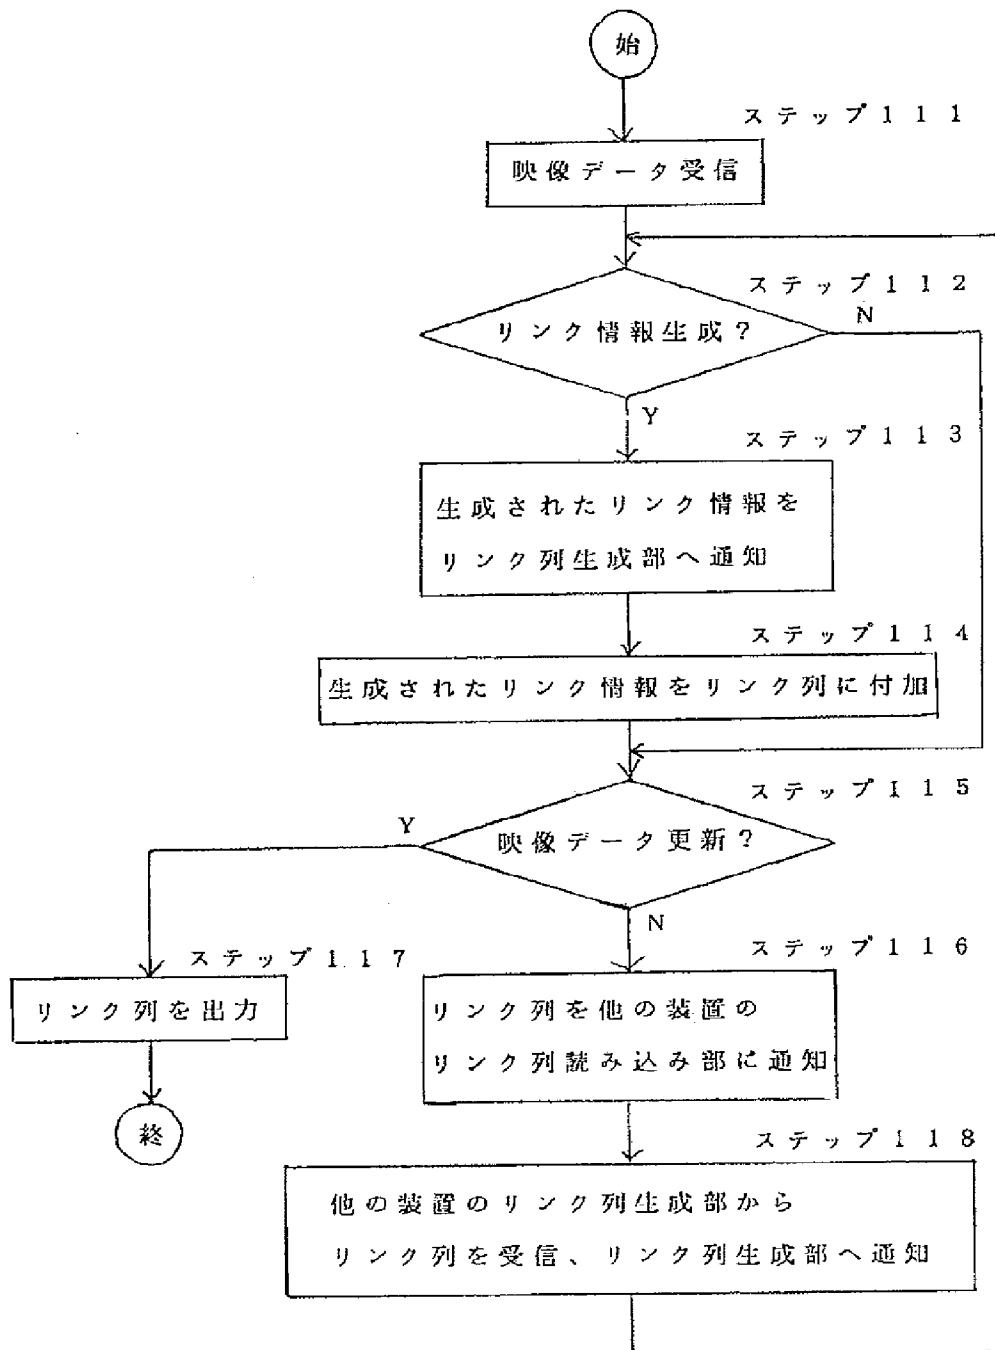 始
ステップ111
映像データ受信
ステップ112
リンク情報生成?
N
Y
ステップ113
生成されたリンク情報を
リンク列生成部へ通知
ステップ114
生成されたリンク情報をリンク列に付加
ステップ115
Y
映像データ更新?
N
ステップ116
ステップ117
リンク列を出力
リンク列を他の装置の
リンク列読み込み部に通知
終
ステップ118
他の装置のリンク列生成部から
リンク列を受信、リンク列生成部へ通知